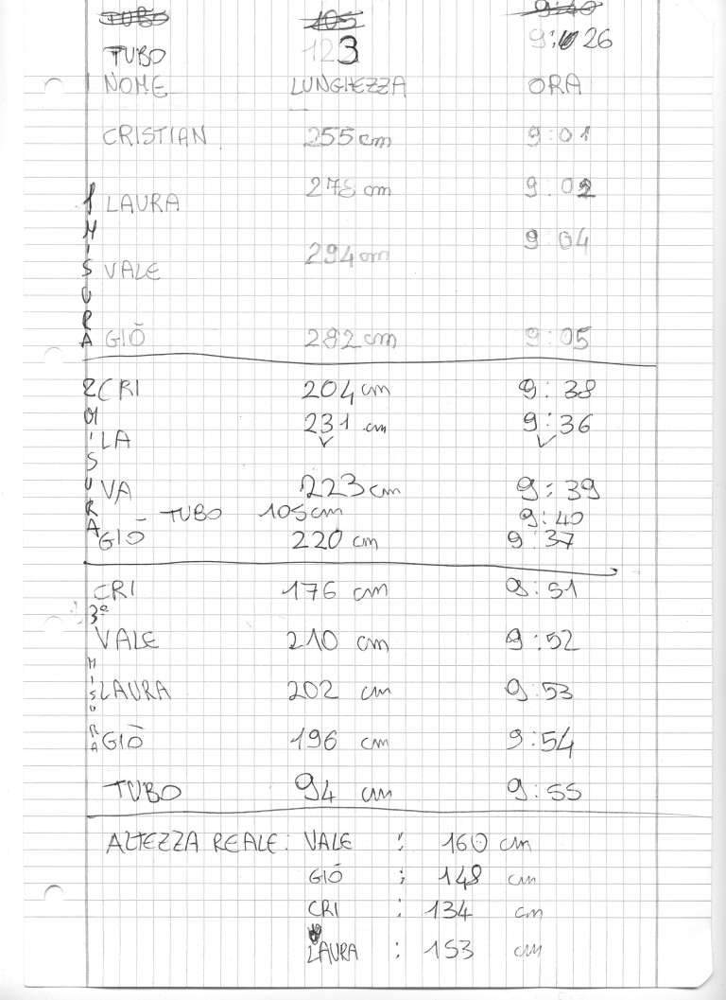 TUBO 105 9:40
TUBO 123 9:26
NOME LUNGHEZZA ORA
CRISTIAN 255 cm 9:01
1 MISURA
LAURA 278 cm 9:02
VALE 294 cm 9:04
GIÒ 282 cm 9:05
2 MISURA
CRI 204 cm 9:38
LA 231 cm 9:36
VA 223 cm 9:39
TUBO 105 cm 9:40
GIÒ 220 cm 9:37
CRI 176 cm 9:51
3ª MISURA
VALE 210 cm 9:52
LAURA 202 cm 9:53
GIÒ 196 cm 9:54
TUBO 94 cm 9:55
ALTEZZA REALE: VALE : 160 cm
GIÒ : 148 cm
CRI : 134 cm
LAURA : 153 cm